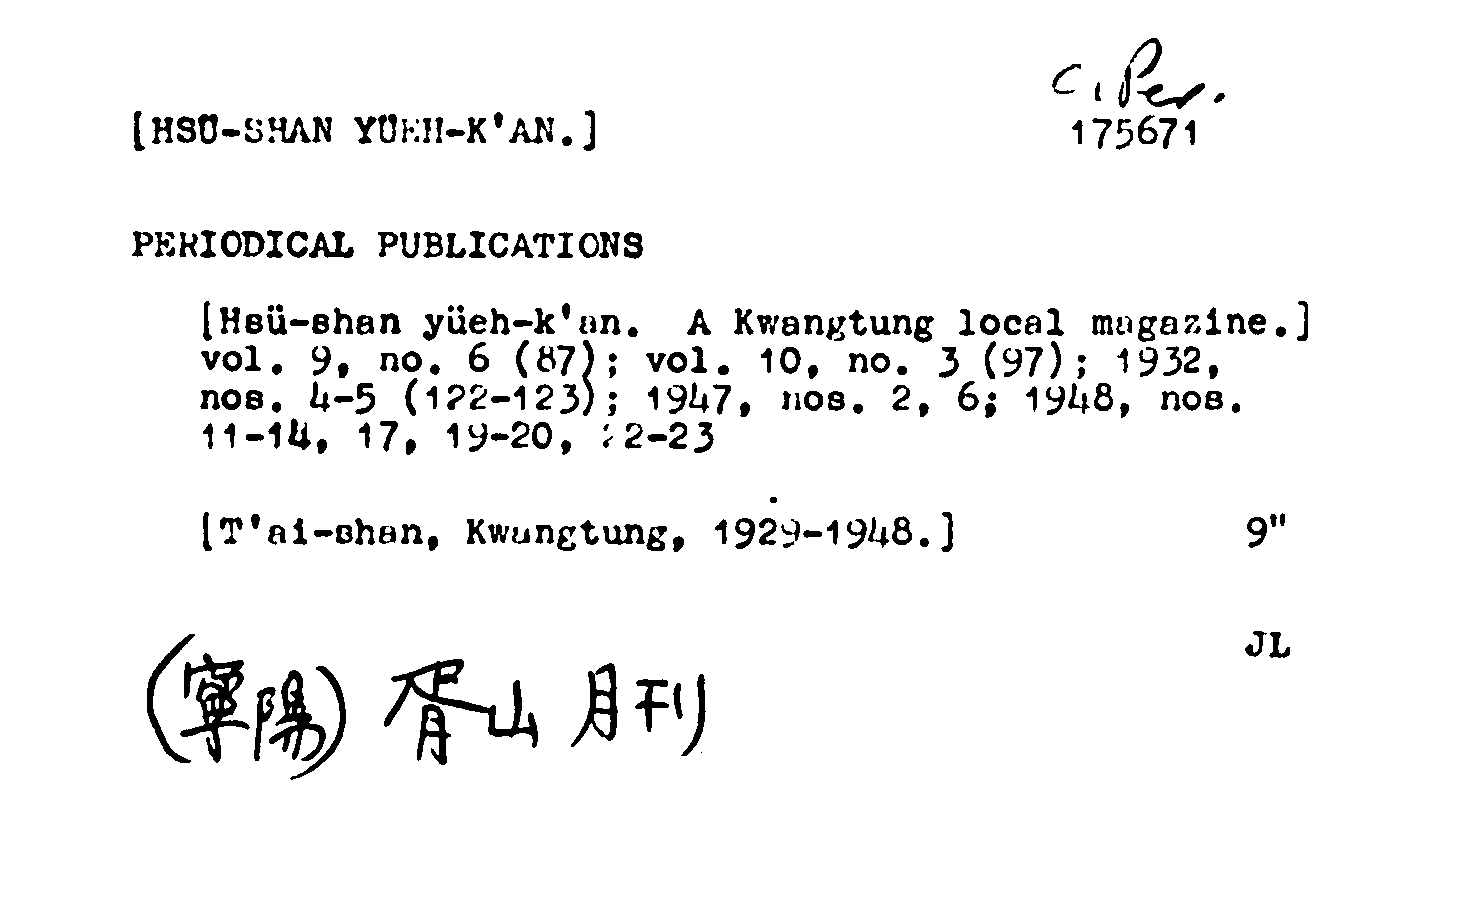 C. Per.
[HSÜ-SHAN YÜEH-K'AN.]
175671
PERIODICAL PUBLICATIONS
[Hsü-shan yüeh-k'an. A Kwangtung local magazine.]
vol. 9, no. 6 (87); vol. 10, no. 3 (97); 1932,
nos. 4-5 (122-123); 1947, nos. 2, 6; 1948, nos.
11-14, 17, 19-20, 22-23
[T'ai-shan, Kwangtung, 1929-1948.] 9"
JL
(寧陽) 胥山月刊